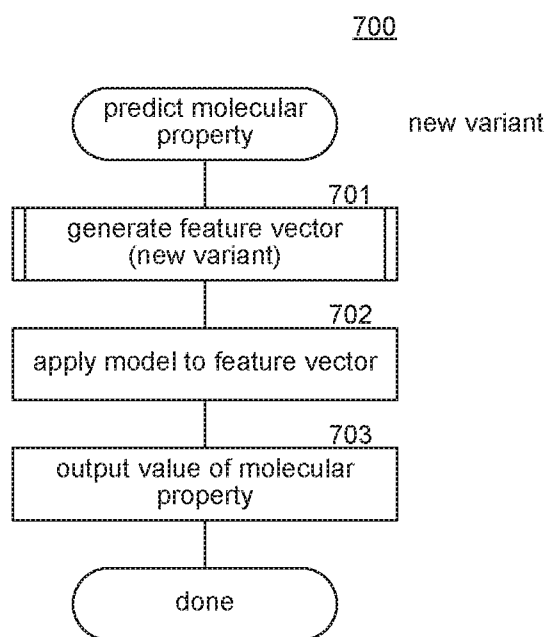 700
predict molecular
property
new variant
701
generate feature vector
(new variant)
702
apply model to feature vector
703
output value of molecular
property
done